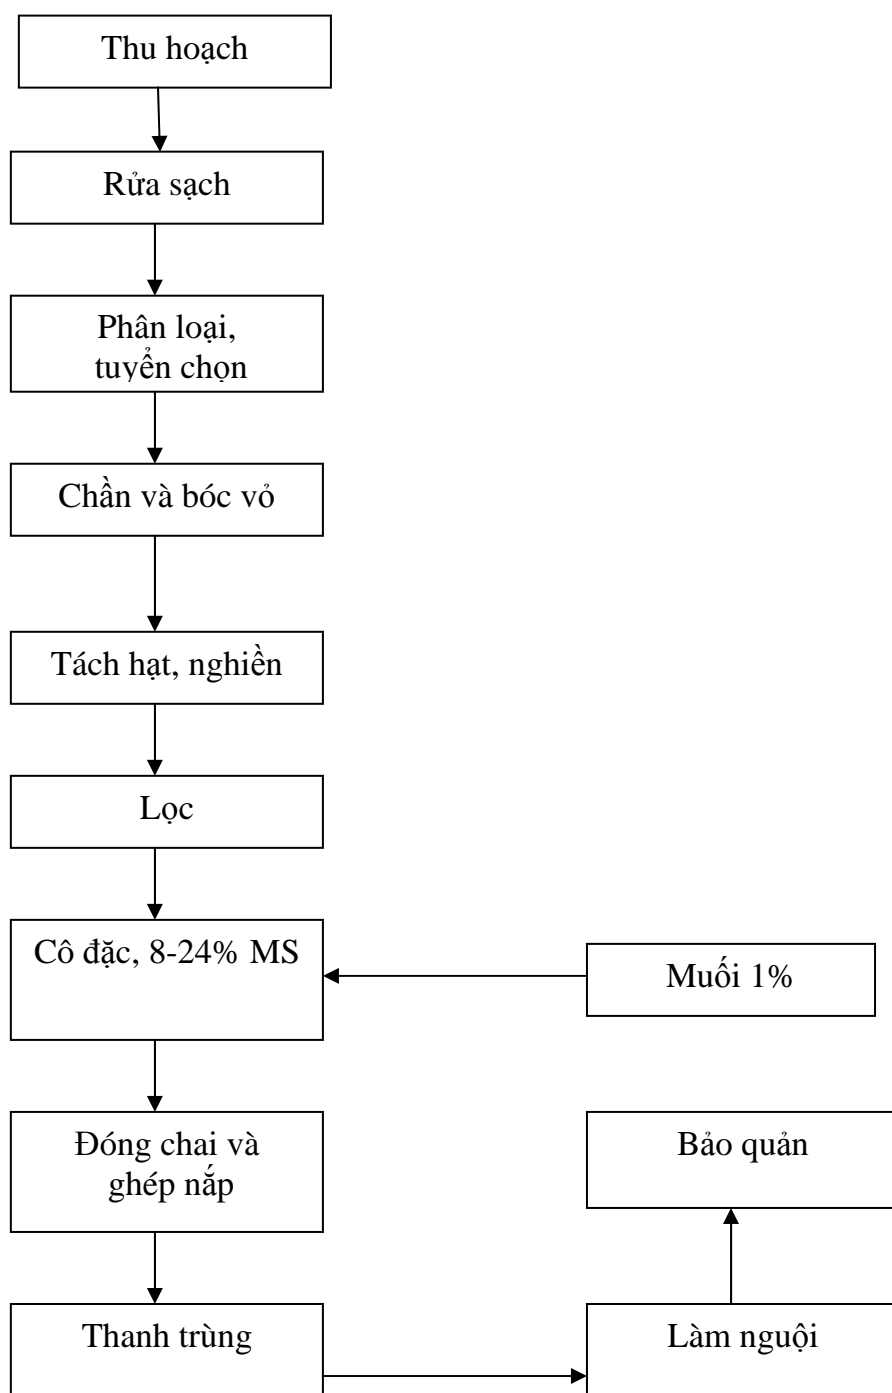 Thu hoạch
Rửa sạch
Phân loại,
tuyển chọn
Chần và bóc vỏ
Tách hạt, nghiền
Lọc
Cô đặc, 8-24% MS
Muối 1%
Đóng chai và
ghép nắp
Bảo quản
Thanh trùng
Làm nguội